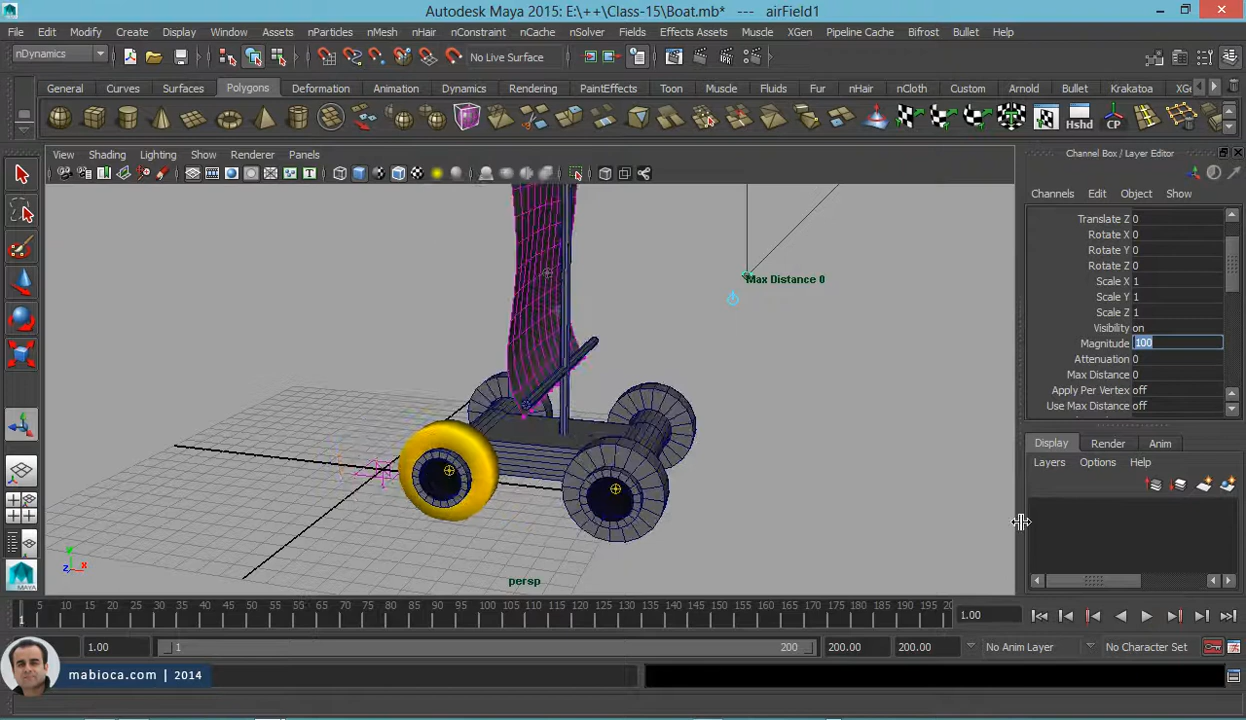 Autodesk Maya 2015: E:\++\Class-15\Boat.mb* --- airField1
File Edit Modify Create Display Window Assets nParticles nMesh nHair nConstraint nCache nSolver Fields Effects Assets Muscle XGen Pipeline Cache Bifrost Bullet Help
nDynamics
No Live Surface
General Curves Surfaces Polygons Deformation Animation Dynamics Rendering PaintEffects Toon Muscle Fluids Fur nHair nCloth Custom Arnold Bullet Krakatoa XGe
Hshd CP
View Shading Lighting Show Renderer Panels
Channel Box / Layer Editor
Channels Edit Object Show
Translate Z 0
Rotate X 0
Rotate Y 0
Rotate Z 0
Scale X 1
Scale Y 1
Scale Z 1
Visibility on
Magnitude 100
Attenuation 0
Max Distance 0
Apply Per Vertex off
Use Max Distance off
Max Distance 0
Display Render Anim
Layers Options Help
y
z x
persp
MAYA
1 5 10 15 20 25 30 35 40 45 50 55 60 65 70 75 80 85 90 95 100 105 110 115 120 125 130 135 140 145 150 155 160 165 170 175 180 185 190 195 20
1.00
1.00 1 200 200.00 200.00 No Anim Layer No Character Set
mabioca.com | 2014